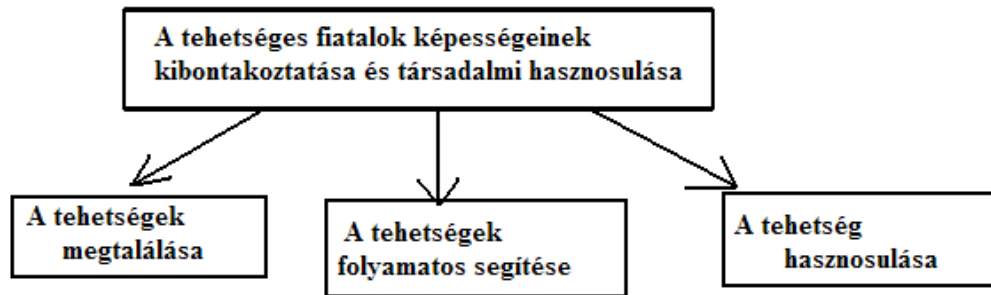 A tehetséges fiatalok képességeinek
kibontakoztatása és társadalmi hasznosulása
A tehetségek
megtalálása
A tehetségek
folyamatos segítése
A tehetség
hasznosulása